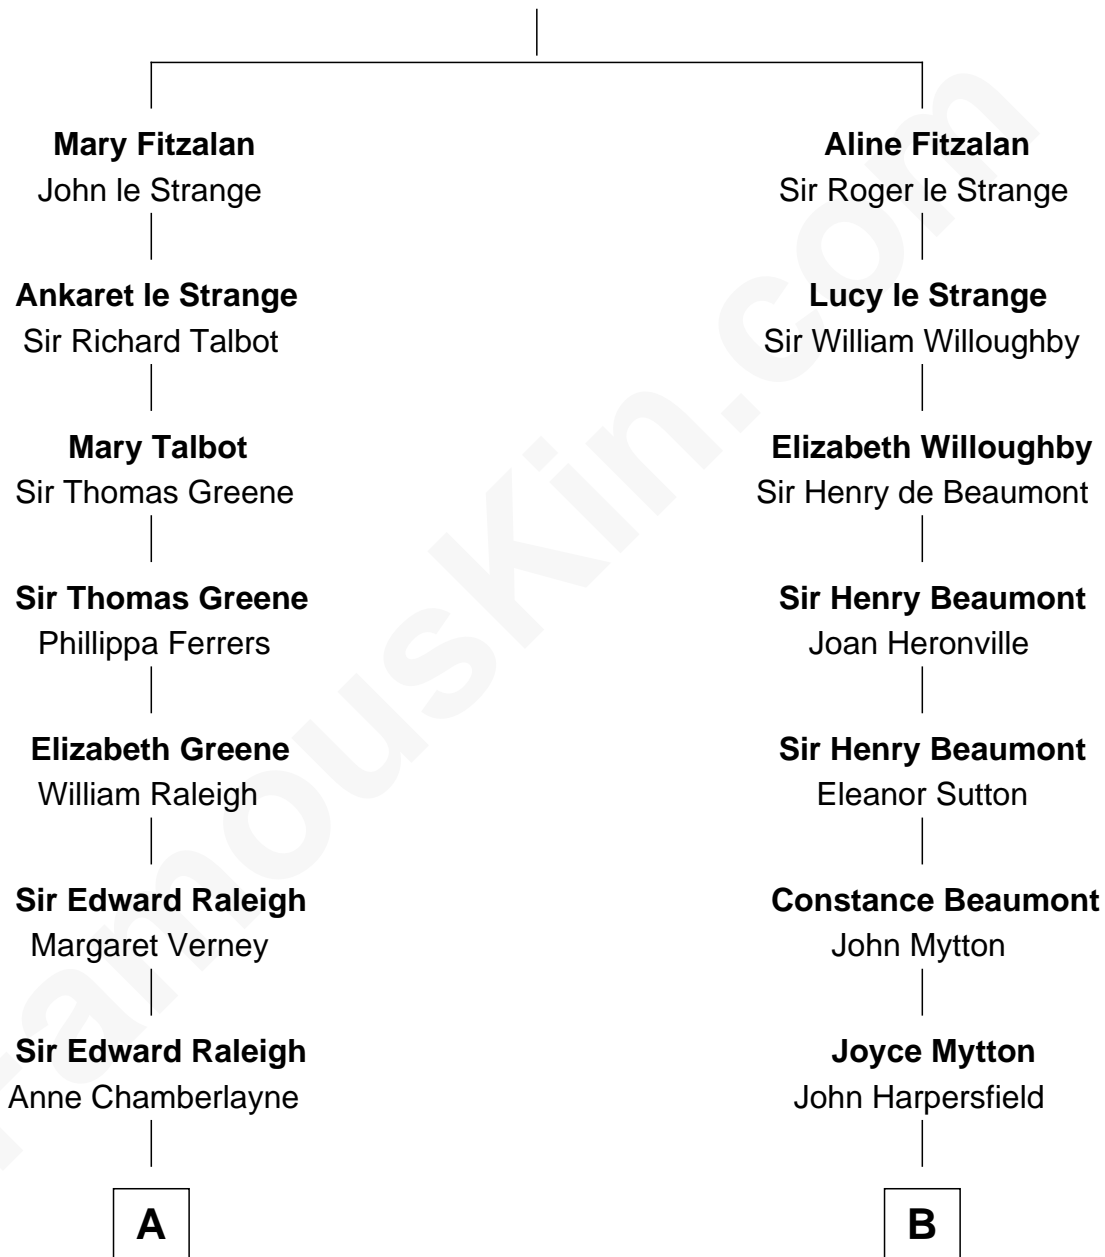 Mary Fitzalan
John le Strange
Aline Fitzalan
Sir Roger le Strange
Ankaret le Strange
Sir Richard Talbot
Lucy le Strange
Sir William Willoughby
Mary Talbot
Sir Thomas Greene
Elizabeth Willoughby
Sir Henry de Beaumont
Sir Thomas Greene
Phillippa Ferrers
Sir Henry Beaumont
Joan Heronville
Elizabeth Greene
William Raleigh
Sir Henry Beaumont
Eleanor Sutton
Sir Edward Raleigh
Margaret Verney
Constance Beaumont
John Mytton
Sir Edward Raleigh
Anne Chamberlayne
Joyce Mytton
John Harpersfield
A
B
FamousKin.com